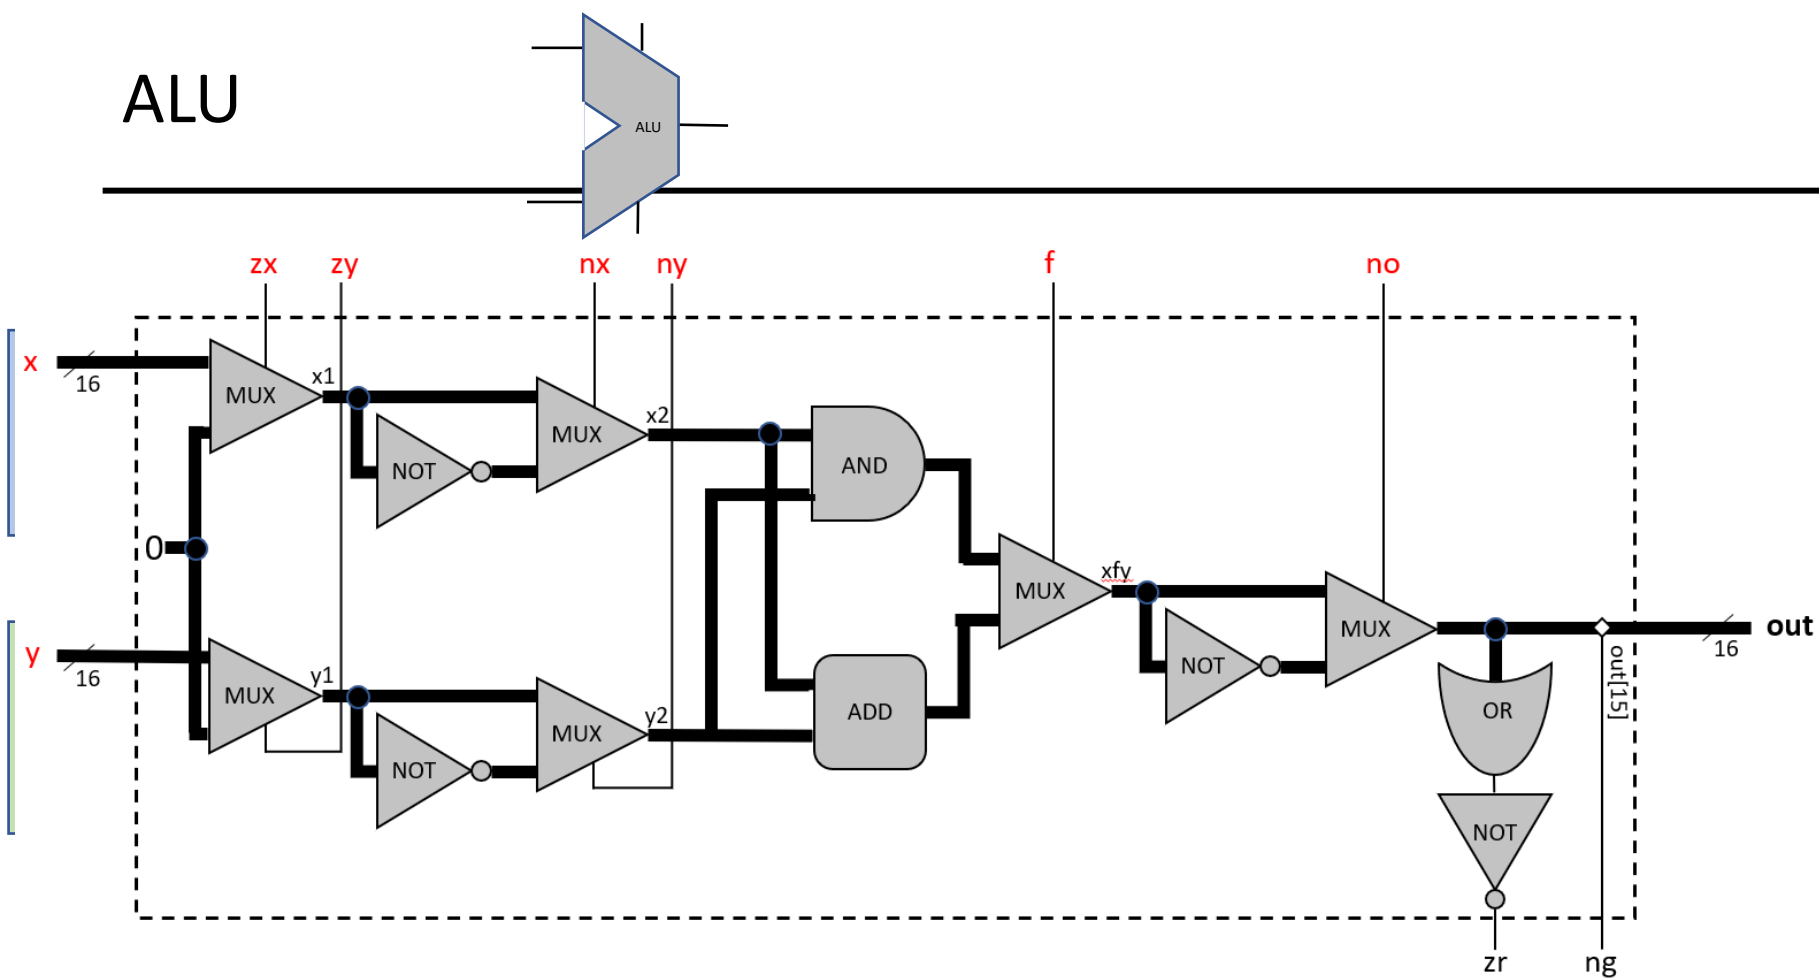 ALU
ALU
zx zy nx ny f no
x
16
MUX
x1
NOT
MUX
x2
AND
0
MUX
xfy
NOT
MUX
out
16
out[15]
y
16
MUX
y1
NOT
MUX
y2
ADD
OR
NOT
zr ng